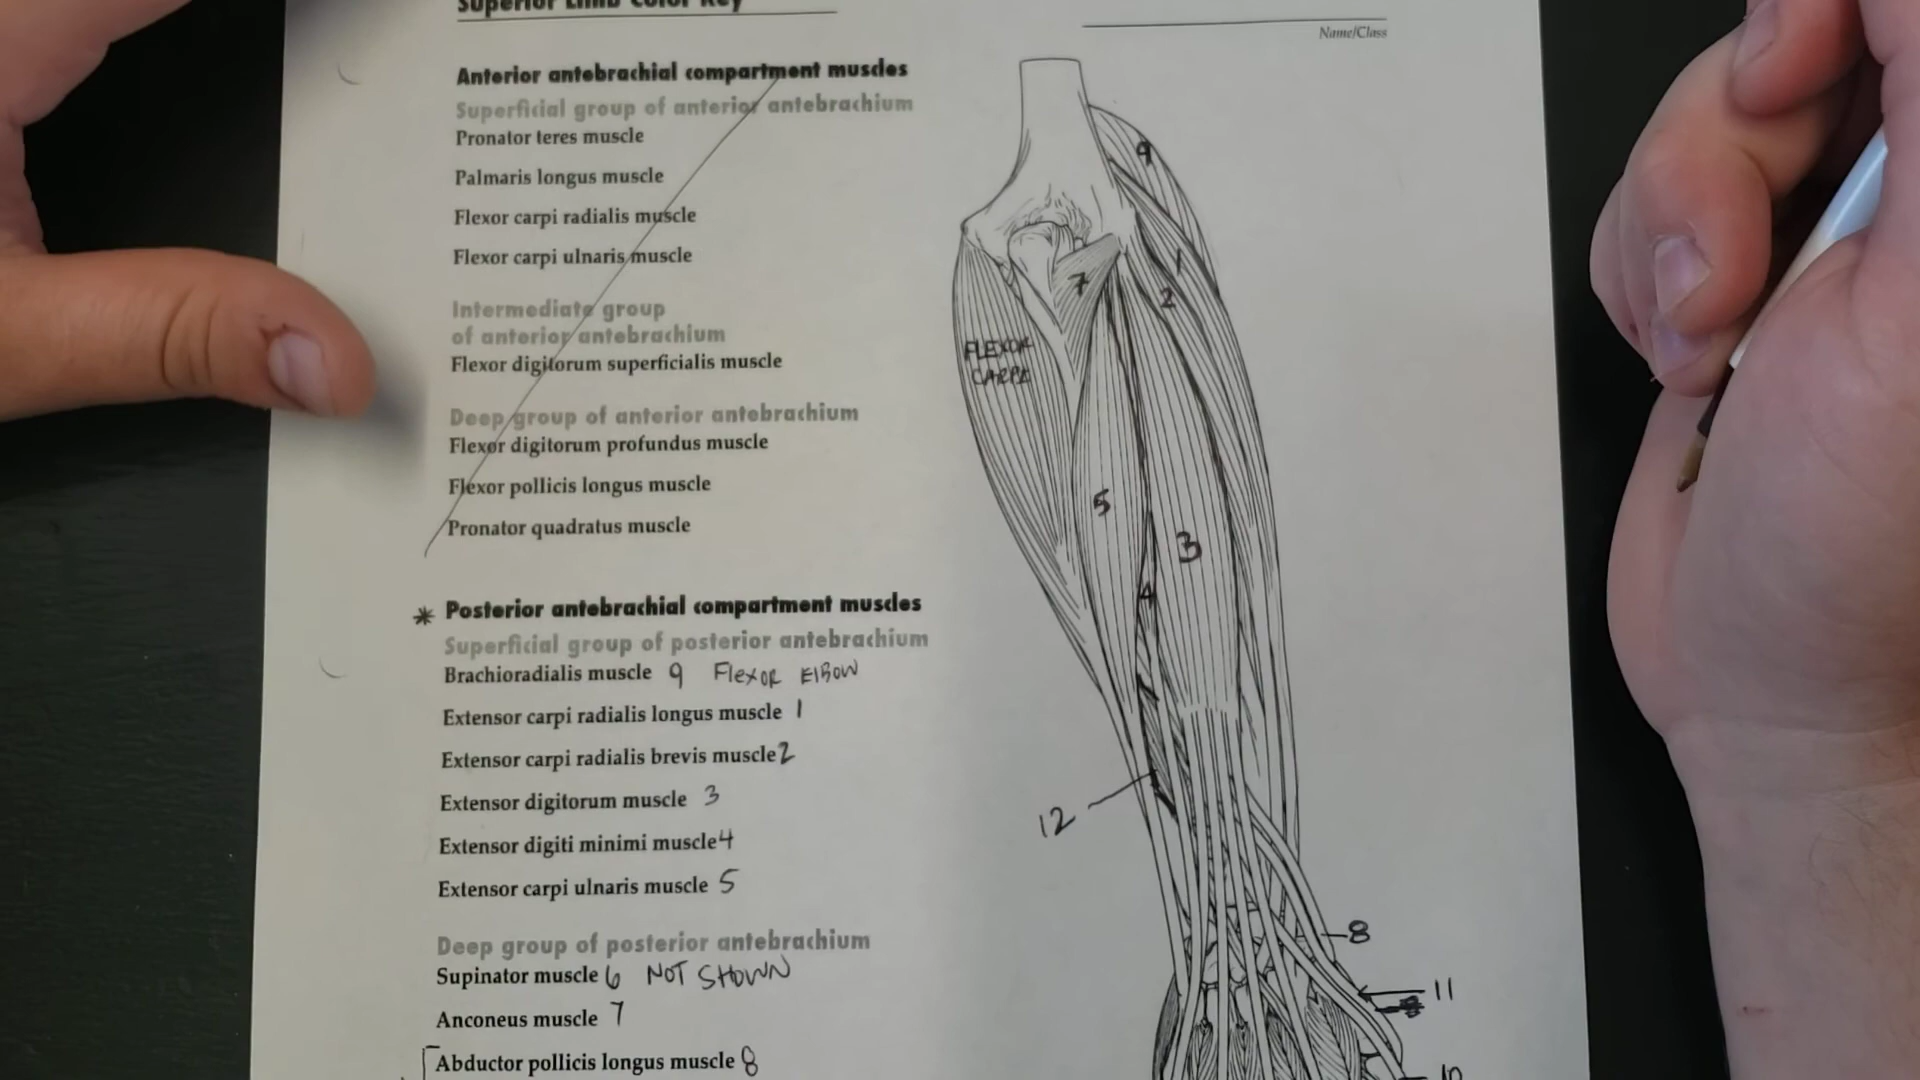 Superior Limb Color Key
Name/Class
Anterior antebrachial compartment muscles
Superficial group of anterior antebrachium
Pronator teres muscle
Palmaris longus muscle
Flexor carpi radialis muscle
Flexor carpi ulnaris muscle
Intermediate group
of anterior antebrachium
Flexor digitorum superficialis muscle
Deep group of anterior antebrachium
Flexor digitorum profundus muscle
Flexor pollicis longus muscle
Pronator quadratus muscle
* Posterior antebrachial compartment muscles
Superficial group of posterior antebrachium
Brachioradialis muscle 9 Flexor Elbow
Extensor carpi radialis longus muscle 1
Extensor carpi radialis brevis muscle 2
Extensor digitorum muscle 3
Extensor digiti minimi muscle 4
Extensor carpi ulnaris muscle 5
Deep group of posterior antebrachium
Supinator muscle 6 NOT SHOWN
Anconeus muscle 7
Abductor pollicis longus muscle 8
9
1
2
7
FLEXOR
CARPI
5
3
4
12
8
11
10